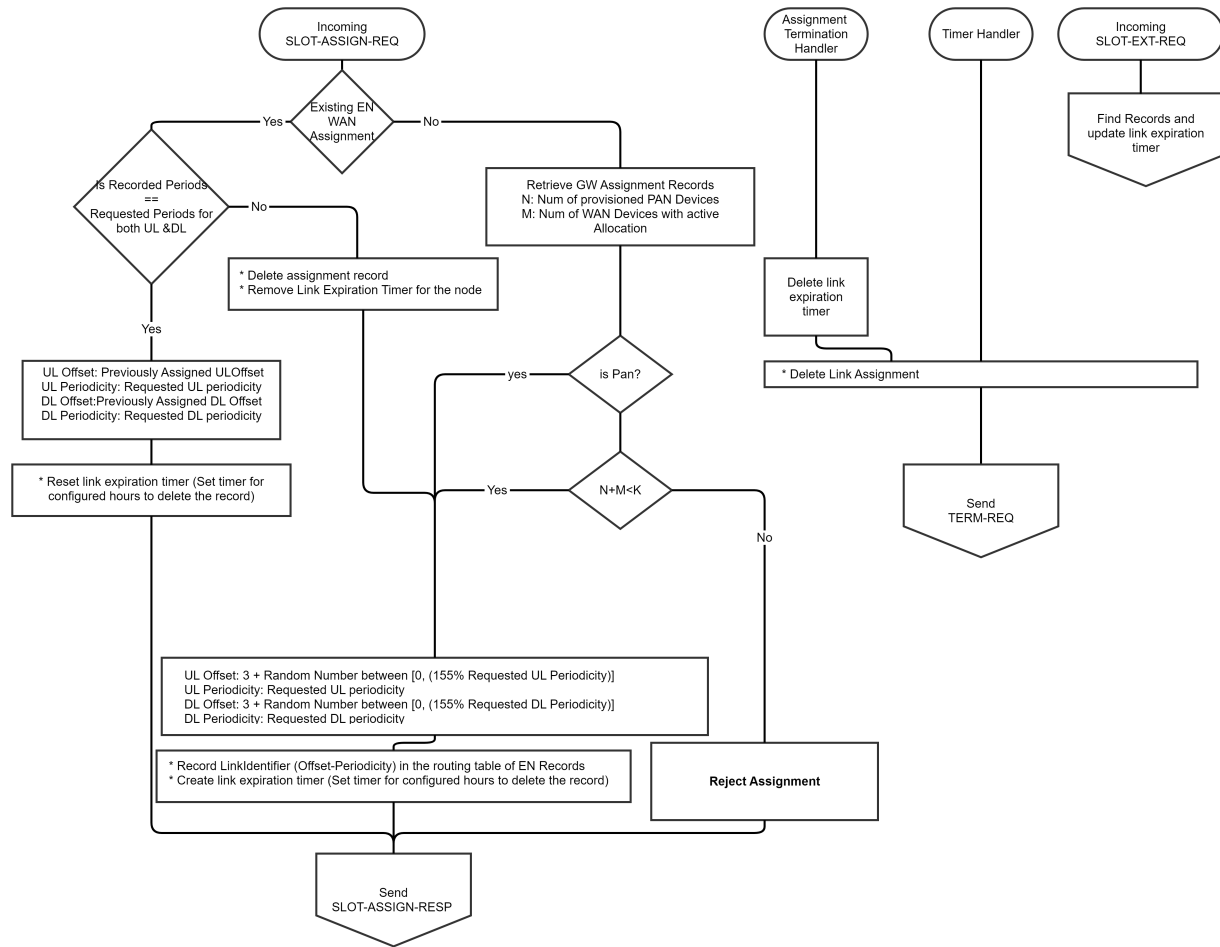 Incoming
SLOT-ASSIGN-REQ
Assignment
Termination
Handler
Timer Handler
Incoming
SLOT-EXT-REQ
Existing EN
WAN
Assignment
Yes
No
Find Records and
update link expiration
timer
Is Recorded Periods
==
Requested Periods for
both UL &DL
No
Retrieve GW Assignment Records
N: Num of provisioned PAN Devices
M: Num of WAN Devices with active
Allocation
* Delete assignment record
* Remove Link Expiration Timer for the node
Delete link
expiration
timer
Yes
UL Offset: Previously Assigned ULOffset
UL Periodicity: Requested UL periodicity
DL Offset:Previously Assigned DL Offset
DL Periodicity: Requested DL periodicity
yes
is Pan?
* Delete Link Assignment
* Reset link expiration timer (Set timer for
configured hours to delete the record)
Yes
N+M<K
No
Send
TERM-REQ
UL Offset: 3 + Random Number between [0, (155% Requested UL Periodicity)]
UL Periodicity: Requested UL periodicity
DL Offset: 3 + Random Number between [0, (155% Requested DL Periodicity)]
DL Periodicity: Requested DL periodicity
* Record LinkIdentifier (Offset-Periodicity) in the routing table of EN Records
* Create link expiration timer (Set timer for configured hours to delete the record)
Reject Assignment
Send
SLOT-ASSIGN-RESP